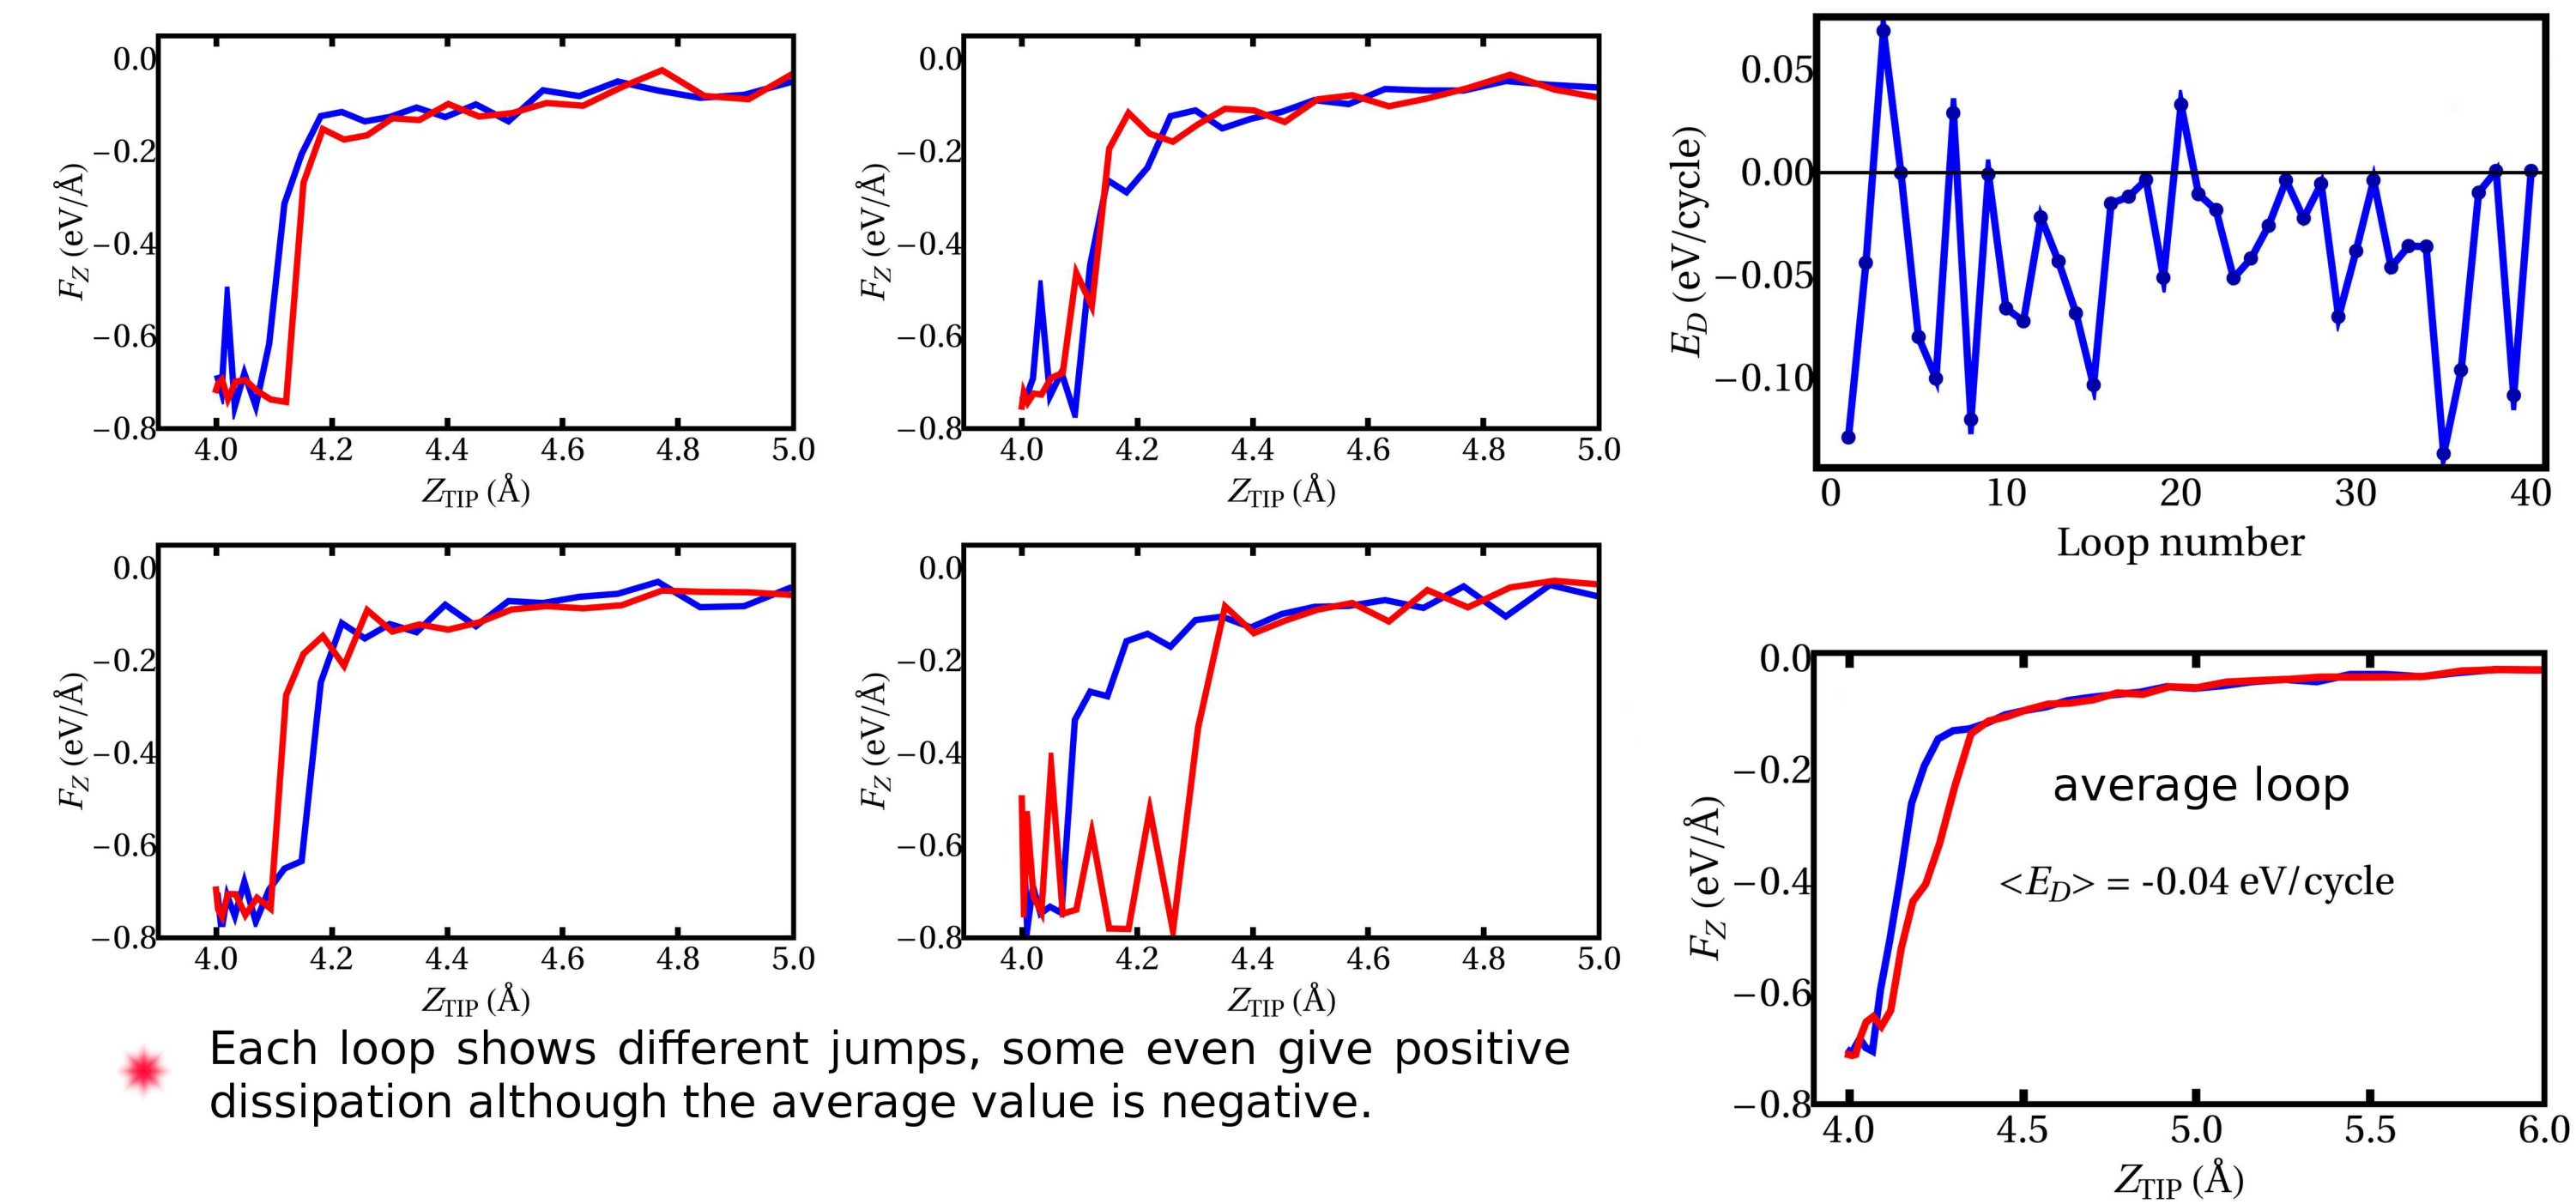 0.0
−0.2
−0.4
−0.6
−0.8
4.0 4.2 4.4 4.6 4.8 5.0
F_Z (eV/Å)
Z_TIP (Å)
0.0
−0.2
−0.4
−0.6
−0.8
4.0 4.2 4.4 4.6 4.8 5.0
F_Z (eV/Å)
Z_TIP (Å)
0.05
0.00
−0.05
−0.10
0 10 20 30 40
E_D (eV/cycle)
Loop number
0.0
−0.2
−0.4
−0.6
−0.8
4.0 4.2 4.4 4.6 4.8 5.0
F_Z (eV/Å)
Z_TIP (Å)
0.0
−0.2
−0.4
−0.6
−0.8
4.0 4.2 4.4 4.6 4.8 5.0
F_Z (eV/Å)
Z_TIP (Å)
0.0
−0.2
−0.4
−0.6
−0.8
4.0 4.5 5.0 5.5 6.0
F_Z (eV/Å)
Z_TIP (Å)
average loop
<E_D> = -0.04 eV/cycle
Each loop shows different jumps, some even give positive
dissipation although the average value is negative.